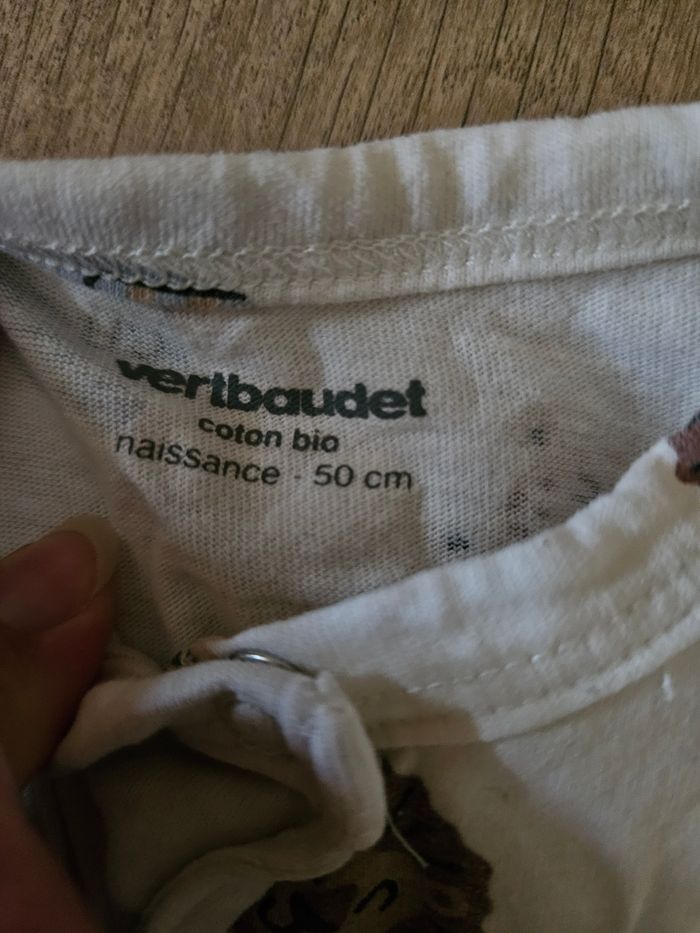 vertbaudet
coton bio
naissance - 50 cm